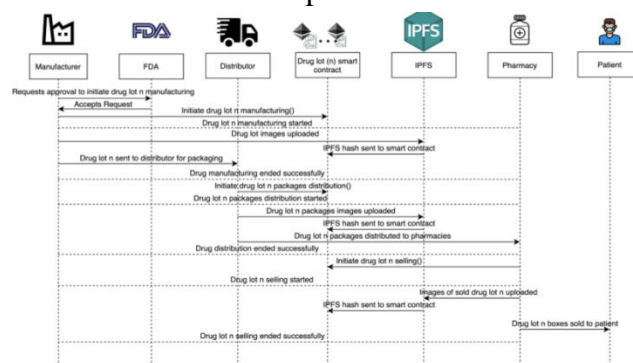 FDA
IPFS
Manufacturer
FDA
Distributor
Drug lot (n) smart
contract
IPFS
Pharmacy
Patient
Requests approval to initiate drug lot n manufacturing
Accepts Request
Initiate drug lot n manufacturing()
Drug lot n manufacturing started
Drug lot images uploaded
IPFS hash sent to smart contract
Drug lot n sent to distributor for packaging
Drug manufacturing ended successfully
Initiate drug lot n packages distribution()
Drug lot n packages distribution started
Drug lot n packages images uploaded
IPFS hash sent to smart contract
Drug lot n packages distributed to pharmacies
Drug distribution ended successfully
Initiate drug lot n selling()
Drug lot n selling started
Images of sold drug lot n uploaded
IPFS hash sent to smart contract
Drug lot n boxes sold to patient
Drug lot n selling ended successfully